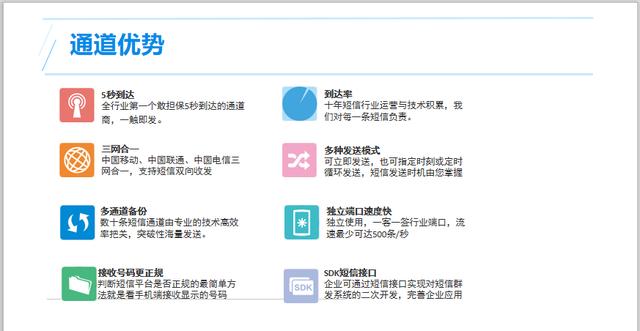 通道优势
5秒到达
全行业第一个敢担保5秒到达的通道
商，一触即发。
到达率
十年短信行业运营与技术积累，我
们对每一条短信负责。
三网合一
中国移动、中国联通、中国电信三
网合一，支持短信双向收发
多种发送模式
可立即发送，也可指定时刻或定时
循环发送，短信发送时机由您掌握
多通道备份
数十条短信通道由专业的技术高效
率把关，突破性海量发送。
独立端口速度快
独立使用，一客一签行业端口，流
速最少可达500条/秒
接收号码更正规
判断短信平台是否正规的最简单方
法就是看手机端接收显示的号码
SDK短信接口
企业可通过短信接口实现对短信群
发系统的二次开发，完善企业应用
SDK